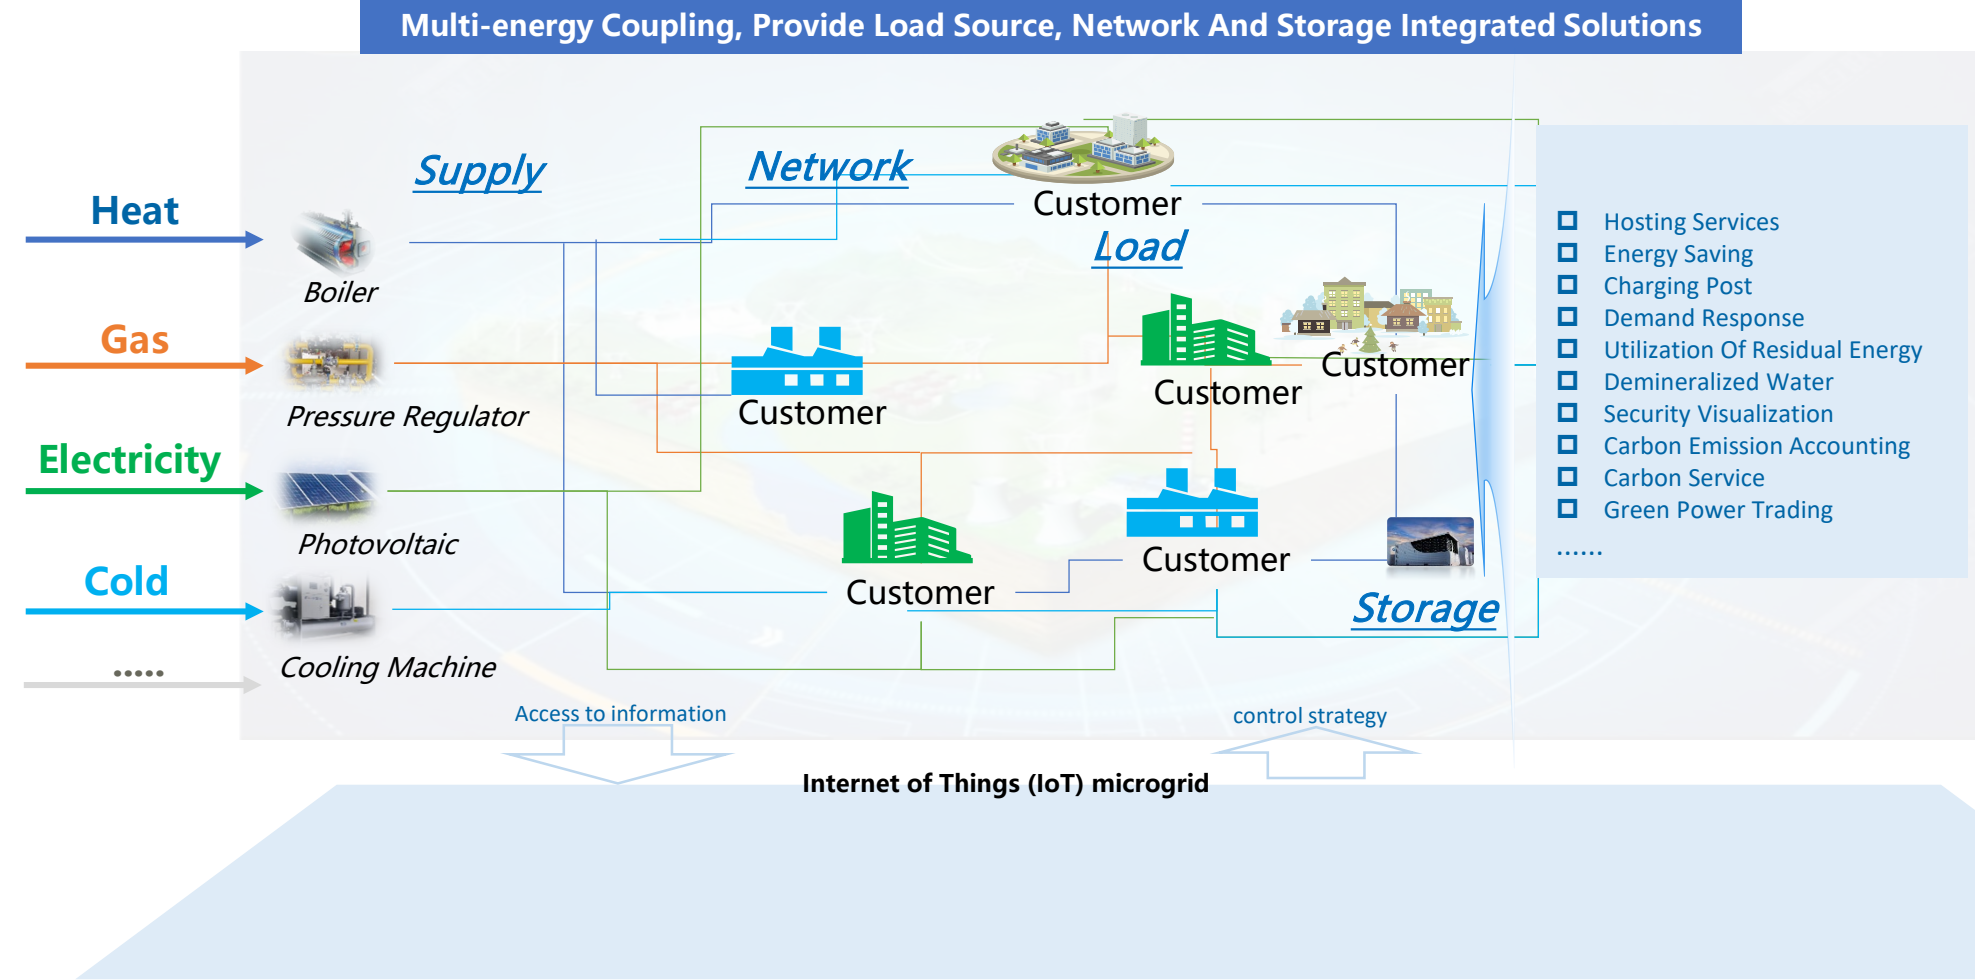 Multi-energy Coupling, Provide Load Source, Network And Storage Integrated Solutions
Supply
Network
Load
Storage
Heat
Gas
Electricity
Cold
.....
Boiler
Pressure Regulator
Photovoltaic
Cooling Machine
Customer
Customer
Customer
Customer
Customer
Customer
Hosting Services
Energy Saving
Charging Post
Demand Response
Utilization Of Residual Energy
Demineralized Water
Security Visualization
Carbon Emission Accounting
Carbon Service
Green Power Trading
......
Access to information
control strategy
Internet of Things (IoT) microgrid